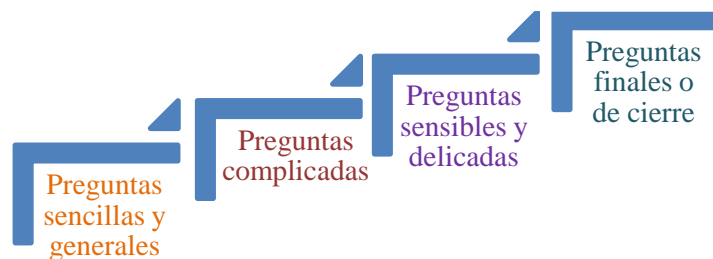 Preguntas
sencillas y
generales
Preguntas
complicadas
Preguntas
sensibles y
delicadas
Preguntas
finales o
de cierre